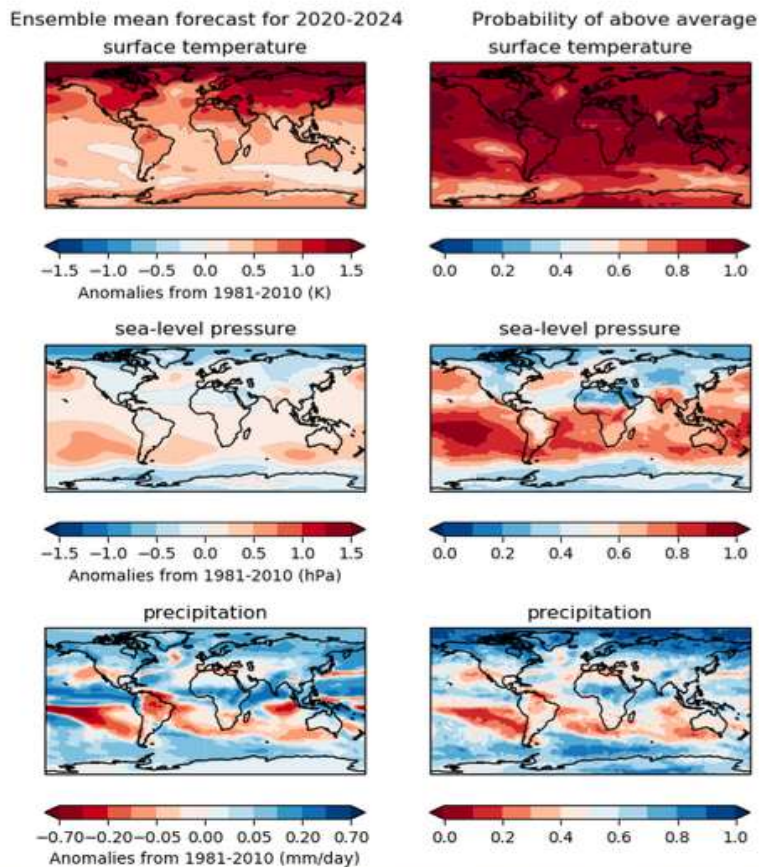 Ensemble mean forecast for 2020-2024
Probability of above average
surface temperature
surface temperature
−1.5 −1.0 −0.5 0.0 0.5 1.0 1.5
Anomalies from 1981-2010 (K)
0.0 0.2 0.4 0.6 0.8 1.0
sea-level pressure
sea-level pressure
−1.5 −1.0 −0.5 0.0 0.5 1.0 1.5
Anomalies from 1981-2010 (hPa)
0.0 0.2 0.4 0.6 0.8 1.0
precipitation
precipitation
−0.70 −0.20 −0.05 0.00 0.05 0.20 0.70
Anomalies from 1981-2010 (mm/day)
0.0 0.2 0.4 0.6 0.8 1.0